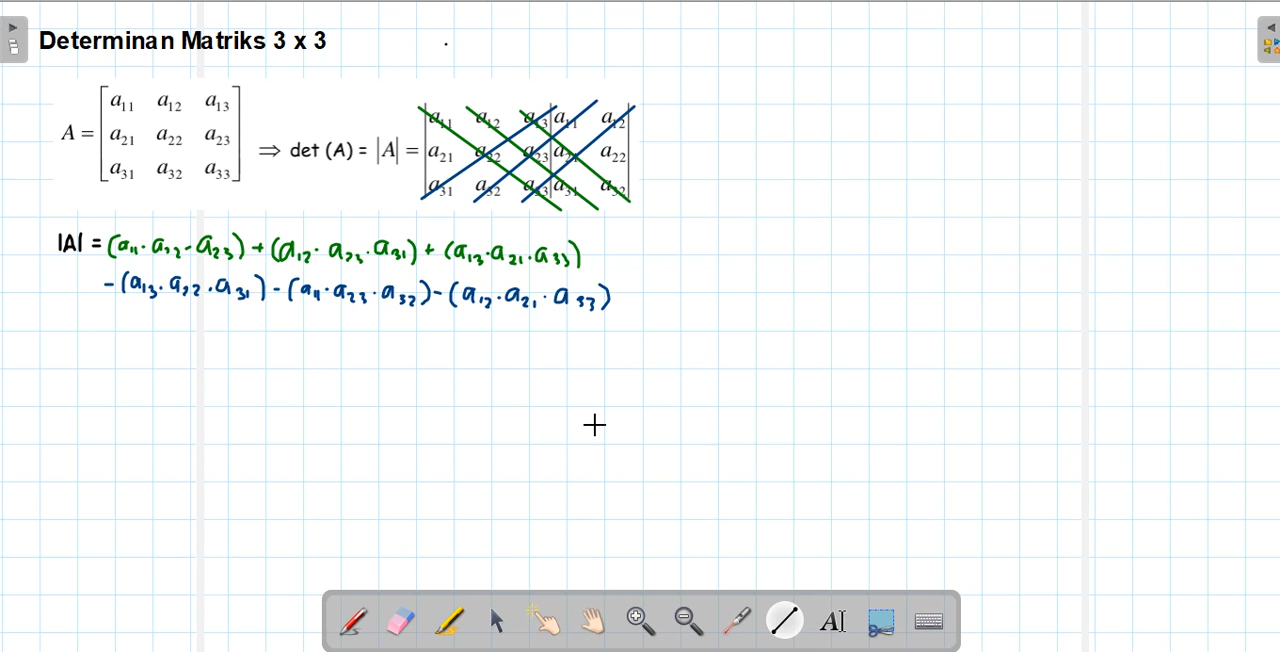 Determinan Matriks 3 x 3
A = [a₁₁ a₁₂ a₁₃
a₂₁ a₂₂ a₂₃
a₃₁ a₃₂ a₃₃]
⇒ det (A) = |A| =
|a₁₁ a₁₂ a₁₃|a₁₁ a₁₂|
|a₂₁ a₂₂ a₂₃|a₂₁ a₂₂|
|a₃₁ a₃₂ a₃₃|a₃₁ a₃₂|
|A| = (a₁₁·a₂₂·a₂₃) + (a₁₂·a₂₃·a₃₁) + (a₁₃·a₂₁·a₃₃)
-(a₁₃·a₂₂·a₃₁) - (a₁₁·a₂₃·a₃₂) - (a₁₂·a₂₁·a₃₃)
A